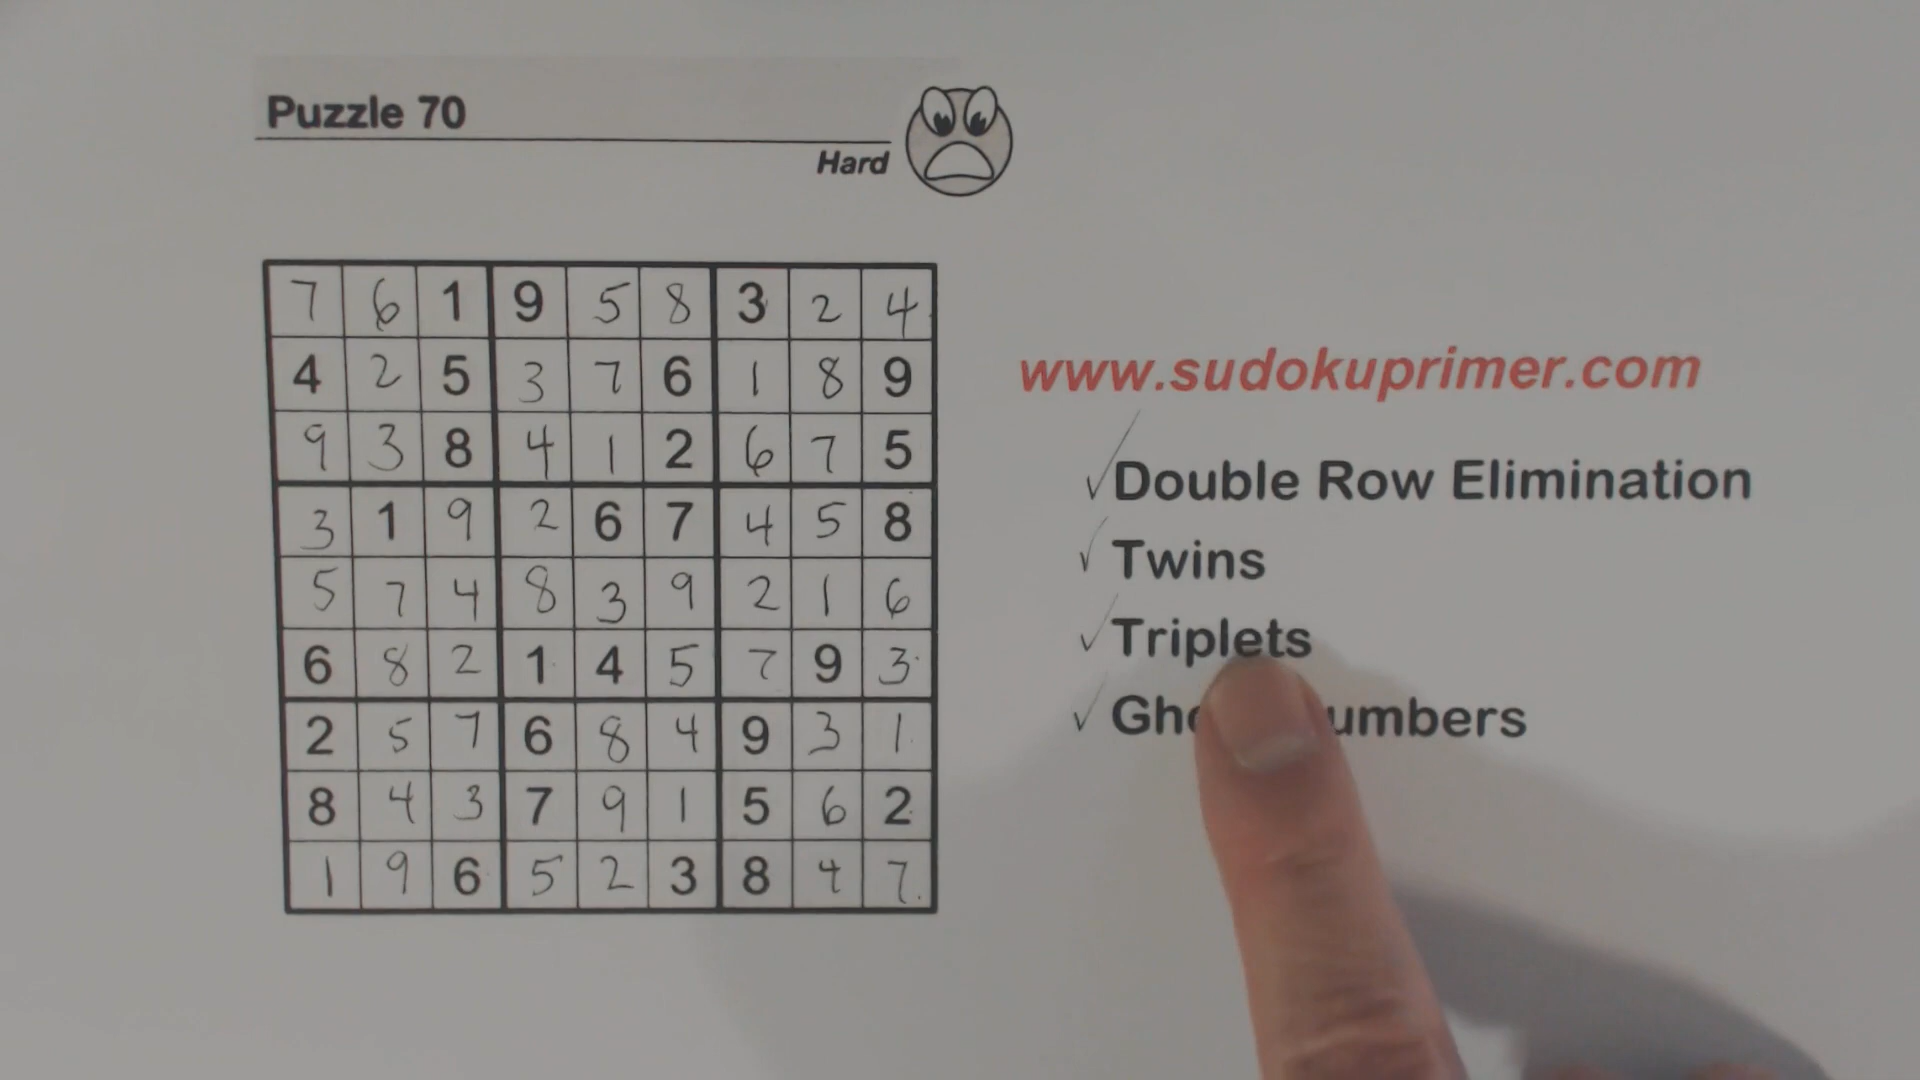 Puzzle 70
Hard
7 6 1 9 5 8 3 2 4
4 2 5 3 7 6 1 8 9
9 3 8 4 1 2 6 7 5
3 1 9 2 6 7 4 5 8
5 7 4 8 3 9 2 1 6
6 8 2 1 4 5 7 9 3
2 5 7 6 8 4 9 3 1
8 4 3 7 9 1 5 6 2
1 9 6 5 2 3 8 4 7
www.sudokuprimer.com
✓ Double Row Elimination
✓ Twins
✓ Triplets
✓